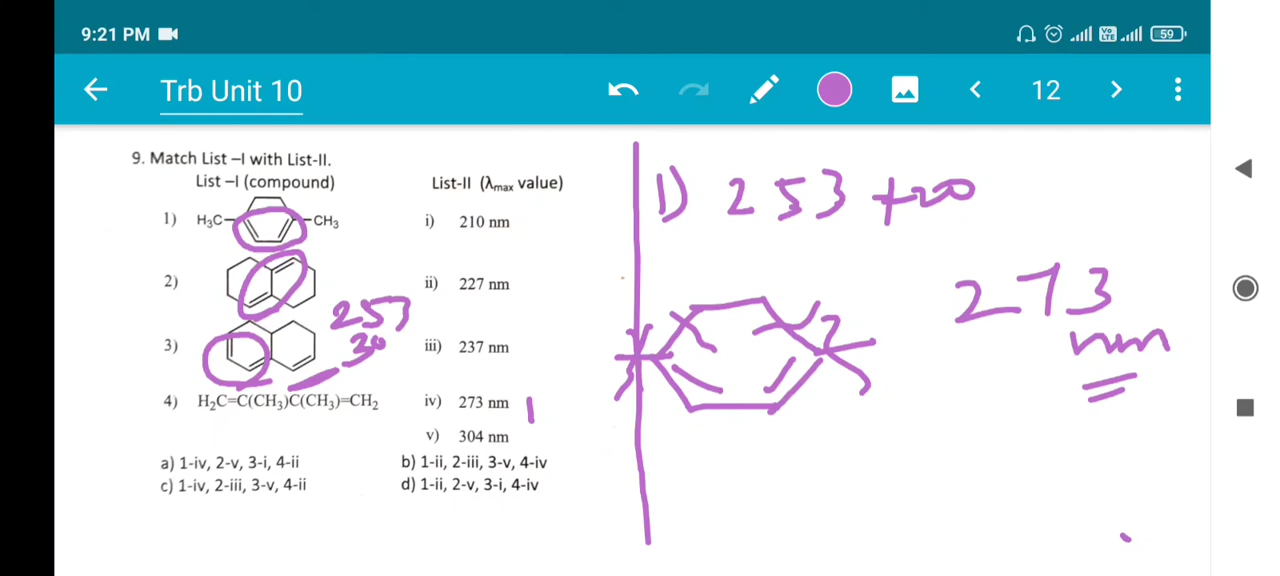 9:21 PM
59
Trb Unit 10
12
9. Match List –I with List-II.
List –I (compound) List-II (λmax value)
1) H₃C– –CH₃ i) 210 nm
2) ii) 227 nm
3) iii) 237 nm
4) H₂C=C(CH₃)C(CH₃)=CH₂ iv) 273 nm 1
v) 304 nm
a) 1-iv, 2-v, 3-i, 4-ii b) 1-ii, 2-iii, 3-v, 4-iv
c) 1-iv, 2-iii, 3-v, 4-ii d) 1-ii, 2-v, 3-i, 4-iv
253
30
1) 253 +20
273
nm